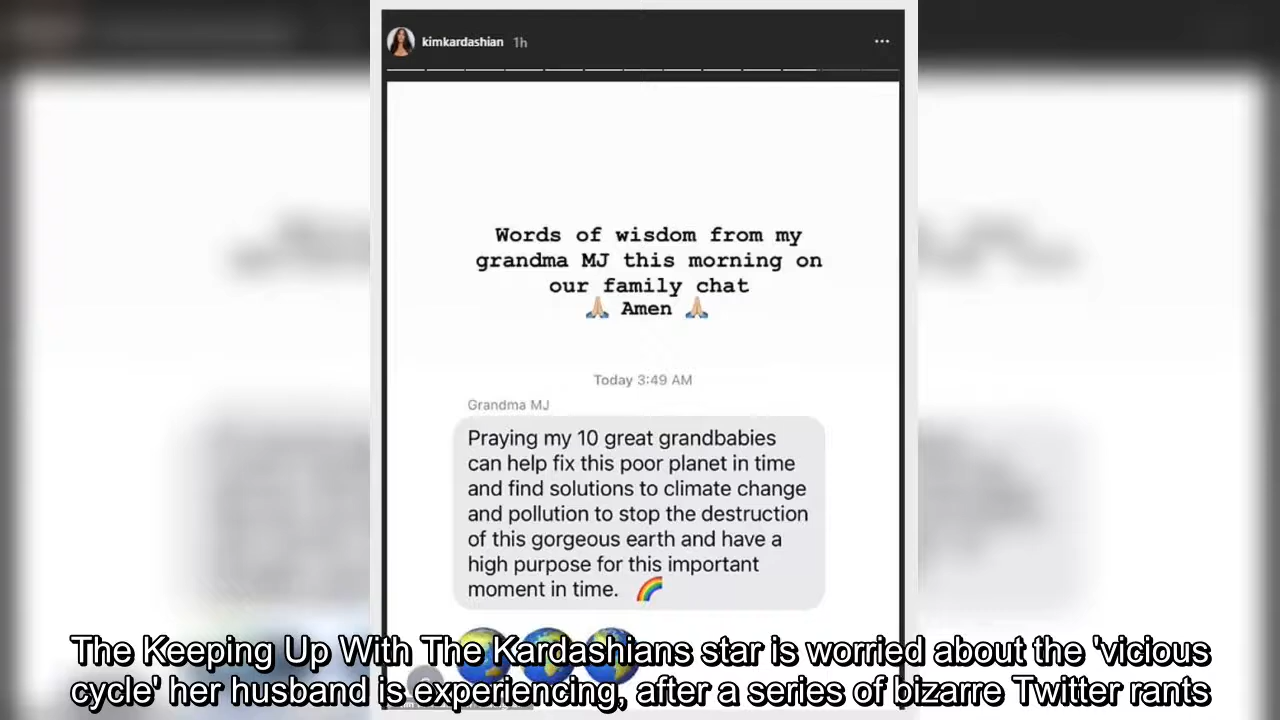 kimkardashian 1h
Words of wisdom from my
grandma MJ this morning on
our family chat
🙏🏼 Amen 🙏🏼
Today 3:49 AM
Grandma MJ
Praying my 10 great grandbabies
can help fix this poor planet in time
and find solutions to climate change
and pollution to stop the destruction
of this gorgeous earth and have a
high purpose for this important
moment in time. 🌈
The Keeping Up With The Kardashians star is worried about the 'vicious
cycle' her husband is experiencing, after a series of bizarre Twitter rants